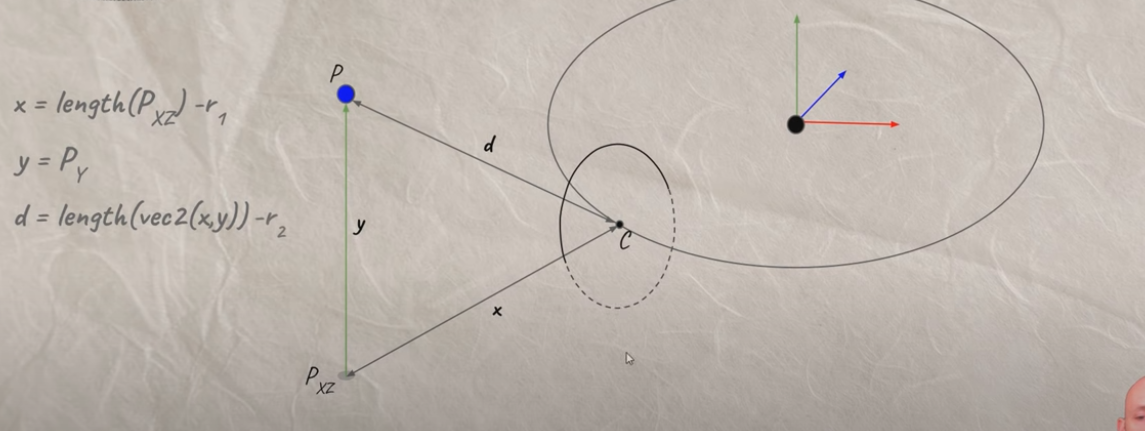 P
x = length(P_XZ) -r_1
y = P_Y
d
d = length(vec2(x,y)) -r_2
y
C
x
P_XZ